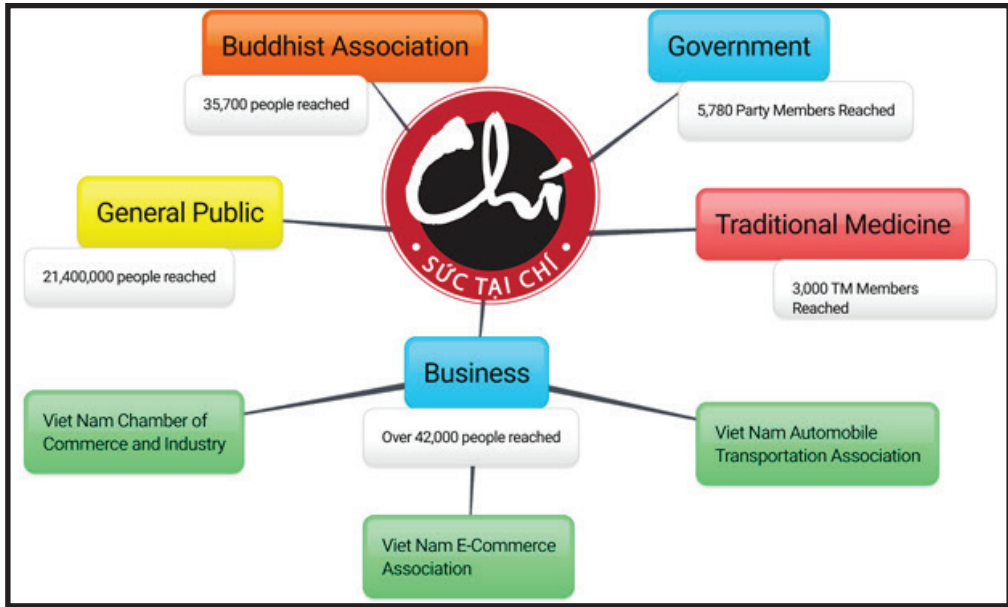 Buddhist Association
35,700 people reached
Government
5,780 Party Members Reached
Chí
• SỨC TẠI CHÍ •
General Public
21,400,000 people reached
Traditional Medicine
3,000 TM Members
Reached
Business
Over 42,000 people reached
Viet Nam Chamber of
Commerce and Industry
Viet Nam Automobile
Transportation Association
Viet Nam E-Commerce
Association